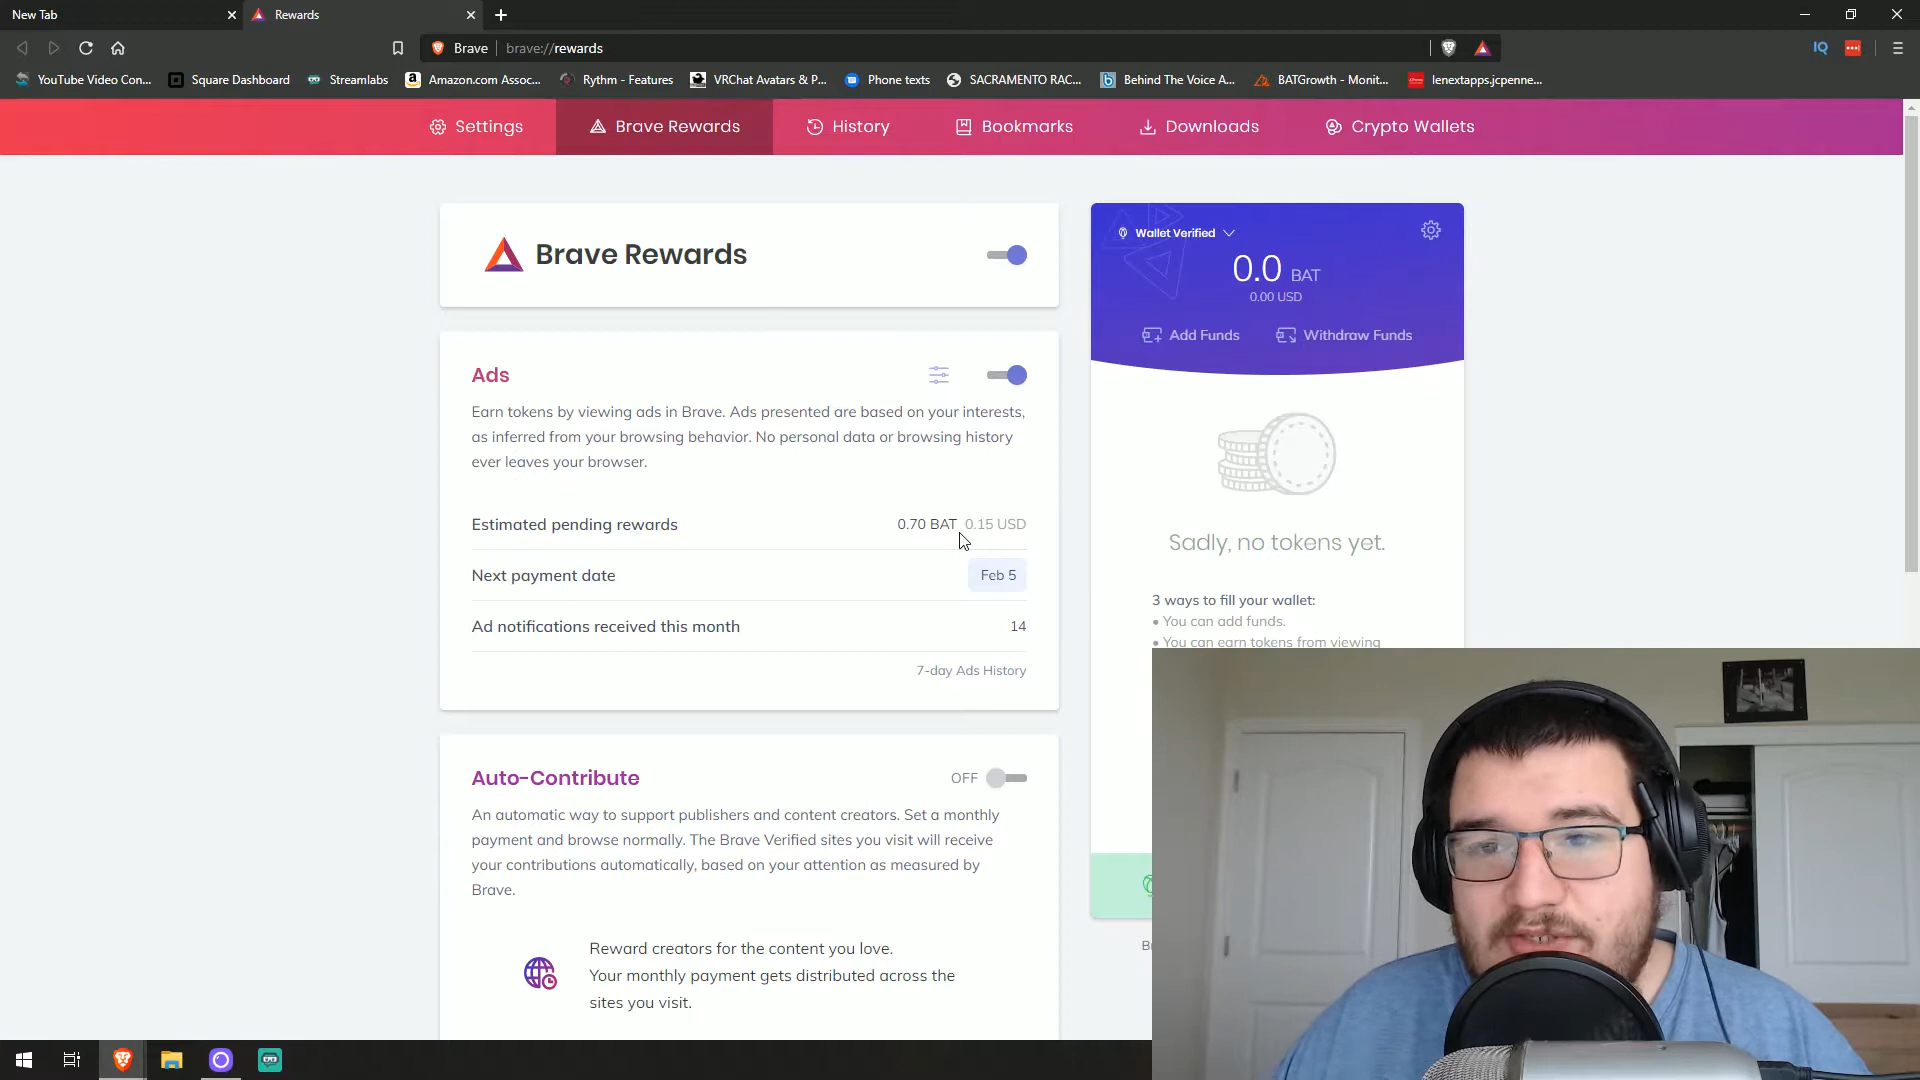 New Tab
Rewards
Brave
brave://rewards
IQ
YouTube Video Con...
Square Dashboard
Streamlabs
Amazon.com Assoc...
Rythm - Features
VRChat Avatars & P...
Phone texts
SACRAMENTO RAC...
Behind The Voice A...
BATGrowth - Monit...
lenextapps.jcpenne...
Settings
Brave Rewards
History
Bookmarks
Downloads
Crypto Wallets
Brave Rewards
Ads
Earn tokens by viewing ads in Brave. Ads presented are based on your interests,
as inferred from your browsing behavior. No personal data or browsing history
ever leaves your browser.
Estimated pending rewards
0.70 BAT 0.15 USD
Next payment date
Feb 5
Ad notifications received this month
14
7-day Ads History
Auto-Contribute
OFF
An automatic way to support publishers and content creators. Set a monthly
payment and browse normally. The Brave Verified sites you visit will receive
your contributions automatically, based on your attention as measured by
Brave.
Reward creators for the content you love.
Your monthly payment gets distributed across the
sites you visit.
Wallet Verified
0.0 BAT
0.00 USD
Add Funds
Withdraw Funds
Sadly, no tokens yet.
3 ways to fill your wallet:
• You can add funds.
• You can earn tokens from viewing